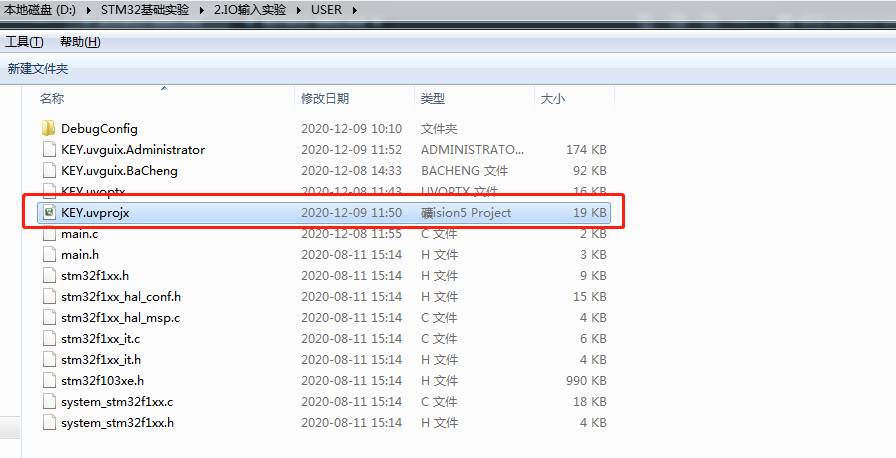 本地磁盘 (D:) ▸ STM32基础实验 ▸ 2.IO输入实验 ▸ USER ▸
工具(T) 帮助(H)
新建文件夹
名称 修改日期 类型 大小
DebugConfig 2020-12-09 10:10 文件夹
KEY.uvguix.Administrator 2020-12-09 11:52 ADMINISTRATO... 174 KB
KEY.uvguix.BaCheng 2020-12-08 14:33 BACHENG 文件 92 KB
KEY.uvoptx 2020-12-08 11:43 UVOPTX 文件 16 KB
KEY.uvprojx 2020-12-09 11:50 礦ision5 Project 19 KB
main.c 2020-12-08 11:55 C 文件 2 KB
main.h 2020-08-11 15:14 H 文件 3 KB
stm32f1xx.h 2020-08-11 15:14 H 文件 9 KB
stm32f1xx_hal_conf.h 2020-08-11 15:14 H 文件 15 KB
stm32f1xx_hal_msp.c 2020-08-11 15:14 C 文件 4 KB
stm32f1xx_it.c 2020-08-11 15:14 C 文件 6 KB
stm32f1xx_it.h 2020-08-11 15:14 H 文件 4 KB
stm32f103xe.h 2020-08-11 15:14 H 文件 990 KB
system_stm32f1xx.c 2020-08-11 15:14 C 文件 18 KB
system_stm32f1xx.h 2020-08-11 15:14 H 文件 4 KB